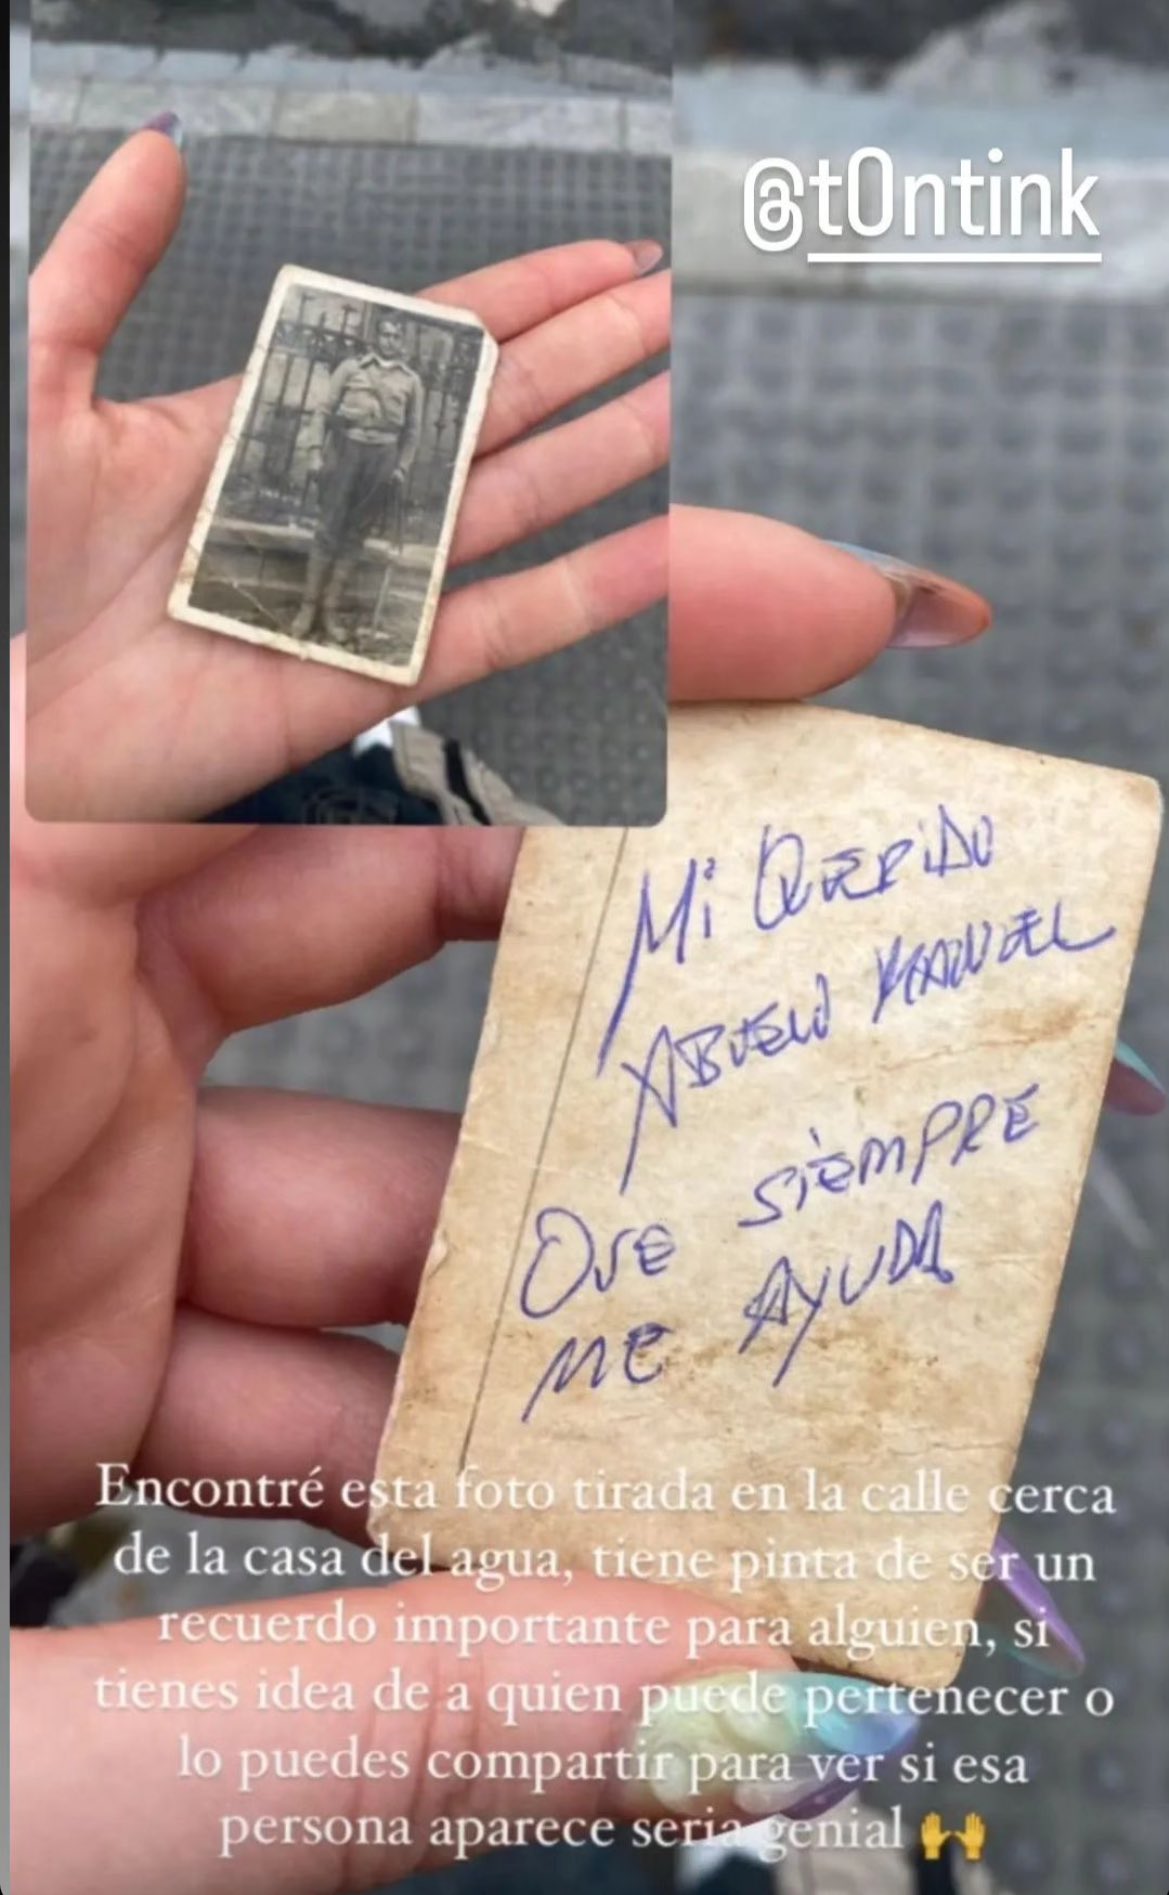 @t0ntink
Mi QUERiDO
ABUELO MANUEL
QUE SiEMPRE
ME AYUDA
Encontré esta foto tirada en la calle cerca
de la casa del agua, tiene pinta de ser un
recuerdo importante para alguien, si
tienes idea de a quien puede pertenecer o
lo puedes compartir para ver si esa
persona aparece seria genial 🙌